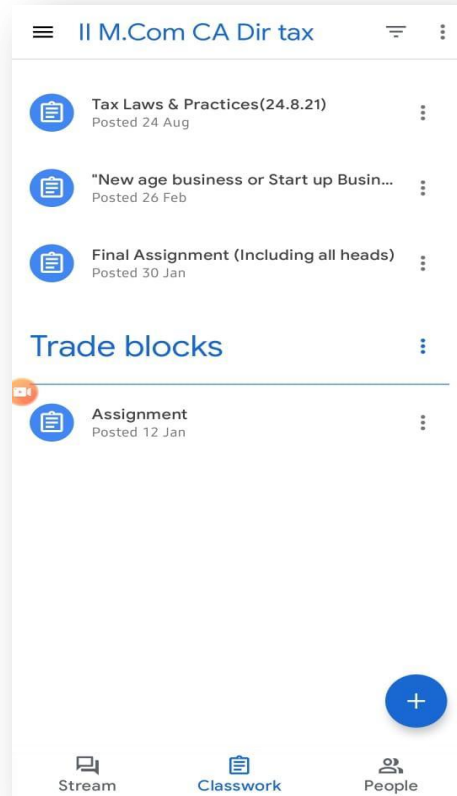 II M.Com CA Dir tax
Tax Laws & Practices(24.8.21)
Posted 24 Aug
"New age business or Start up Busin...
Posted 26 Feb
Final Assignment (Including all heads)
Posted 30 Jan
Trade blocks
Assignment
Posted 12 Jan
Stream
Classwork
People